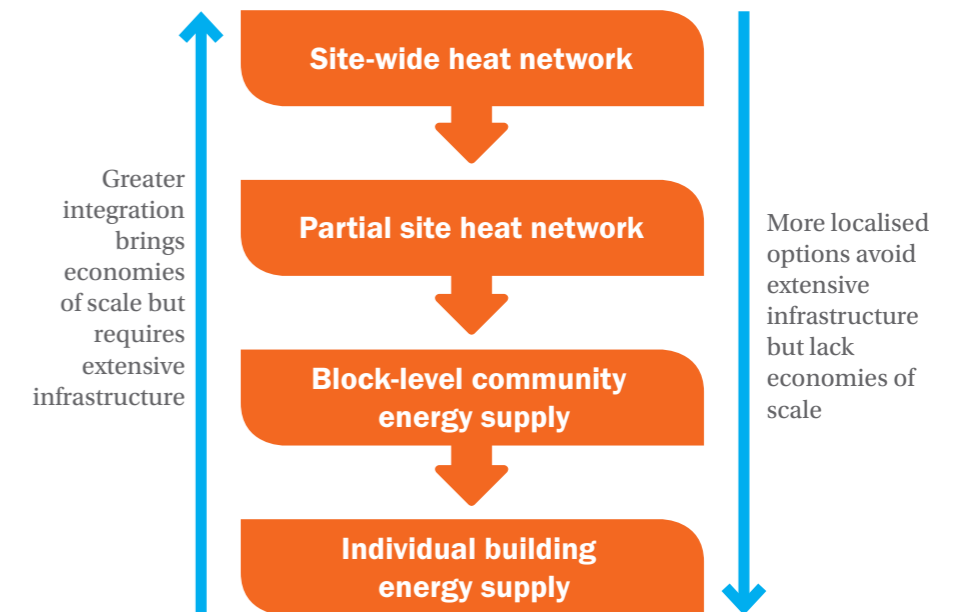 Site-wide heat network
Partial site heat network
Block-level community
energy supply
Individual building
energy supply
Greater
integration
brings
economies
of scale but
requires
extensive
infrastructure
More localised
options avoid
extensive
infrastructure
but lack
economies of
scale